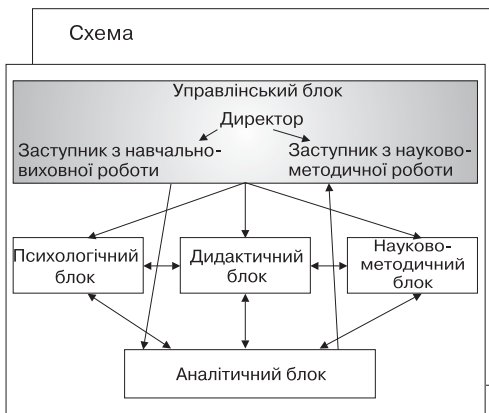 Схема
Управлінський блок
Директор
Заступник з навчально-
виховної роботи
Заступник з науково-
методичної роботи
Психологічний
блок
Дидактичний
блок
Науково-
методичний
блок
Аналітичний блок